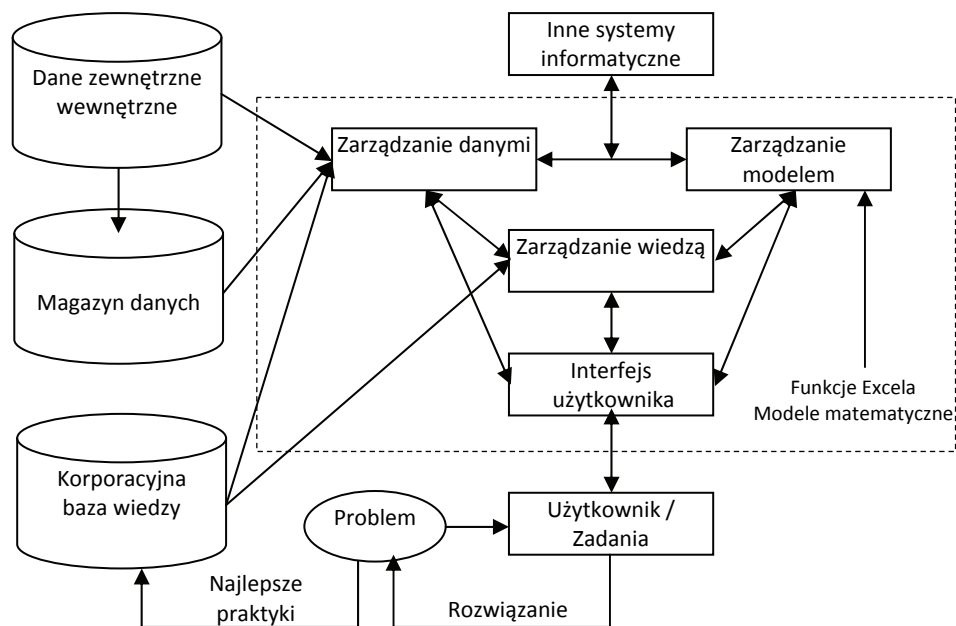 Dane zewnętrzne
wewnętrzne
Inne systemy
informatyczne
Zarządzanie danymi
Zarządzanie
modelem
Magazyn danych
Zarządzanie wiedzą
Interfejs
użytkownika
Funkcje Excela
Modele matematyczne
Korporacyjna
baza wiedzy
Problem
Użytkownik /
Zadania
Najlepsze
praktyki
Rozwiązanie